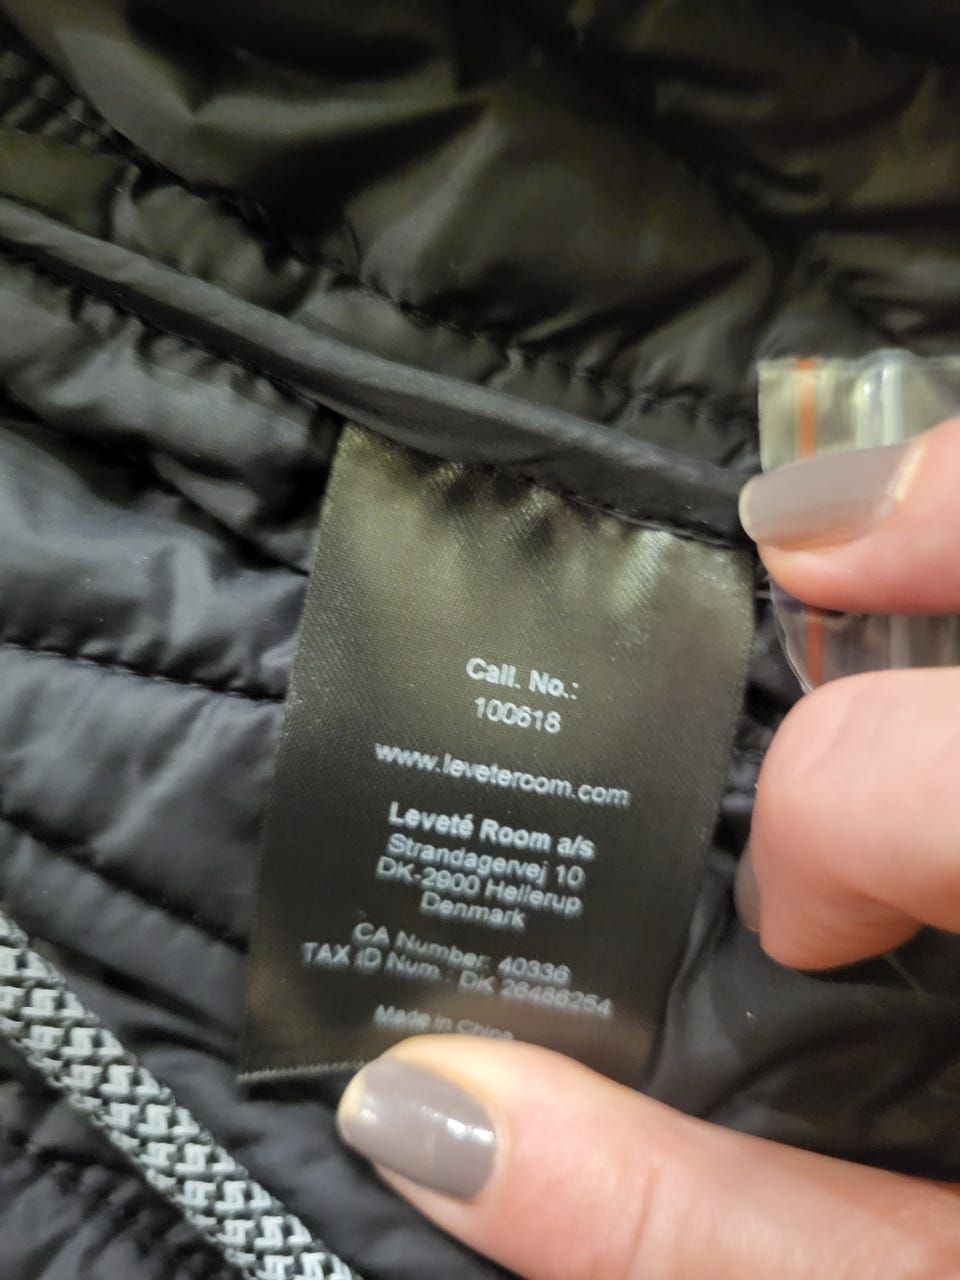 Call. No.:
100618
www.leveteroom.com
Leveté Room a/s
Strandagervej 10
DK-2900 Hellerup
Denmark
CA Number: 40336
TAX ID Num.: DK 26486254
Made in China